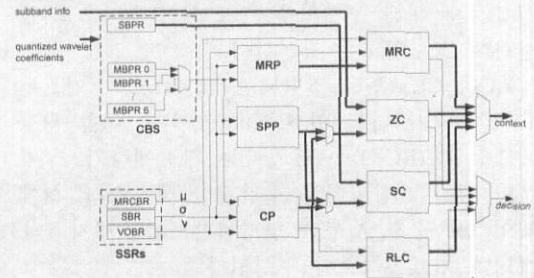 subband info
SBPR
quantized wavelet
coefficients
MBPR 0
MBPR 1
MBPR 6
CBS
MRP
SPP
CP
MRC
ZC
SC
RLC
context
decision
MRCBR
SBR
VOBR
μ
σ
ν
SSRs